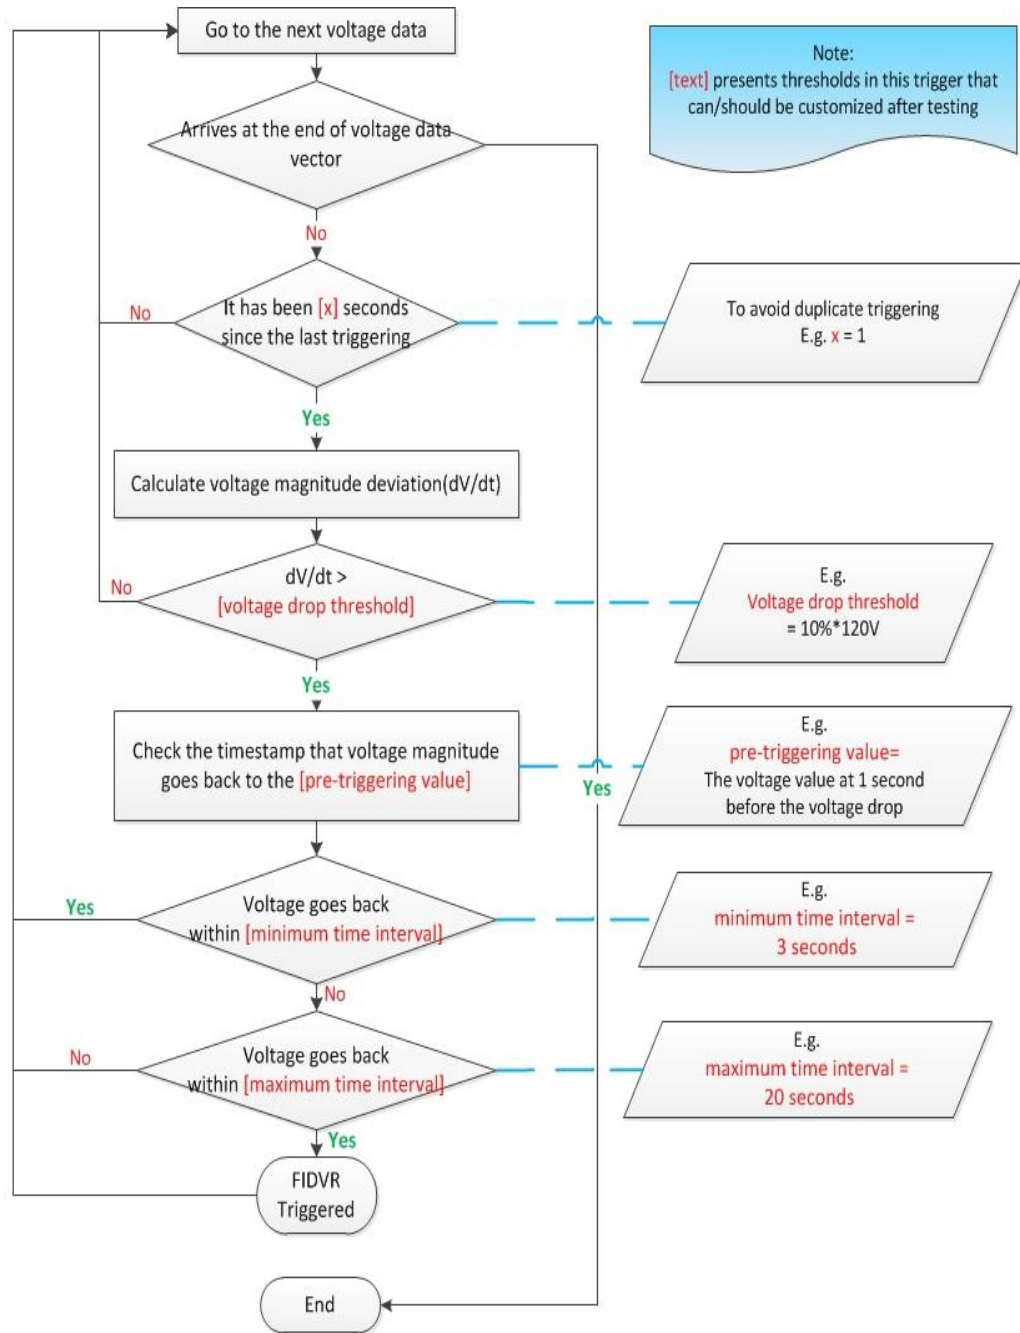 Go to the next voltage data
Note:
[text] presents thresholds in this trigger that
can/should be customized after testing
Arrives at the end of voltage data
vector
No
It has been [x] seconds
since the last triggering
No
To avoid duplicate triggering
E.g. x = 1
Yes
Calculate voltage magnitude deviation(dV/dt)
dV/dt >
[voltage drop threshold]
No
E.g.
Voltage drop threshold
= 10%*120V
Yes
Check the timestamp that voltage magnitude
goes back to the [pre-triggering value]
E.g.
pre-triggering value=
The voltage value at 1 second
before the voltage drop
Yes
Voltage goes back
within [minimum time interval]
Yes
E.g.
minimum time interval =
3 seconds
No
Voltage goes back
within [maximum time interval]
No
E.g.
maximum time interval =
20 seconds
Yes
FIDVR
Triggered
End